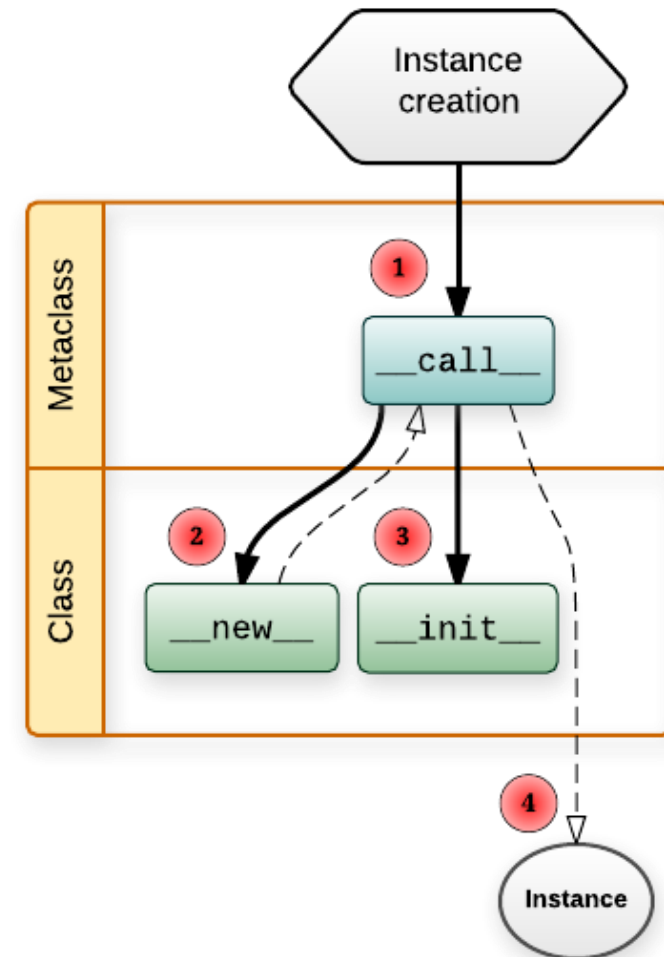 Instance
creation
Metaclass
1
__call__
Class
2
3
__new__
__init__
4
Instance